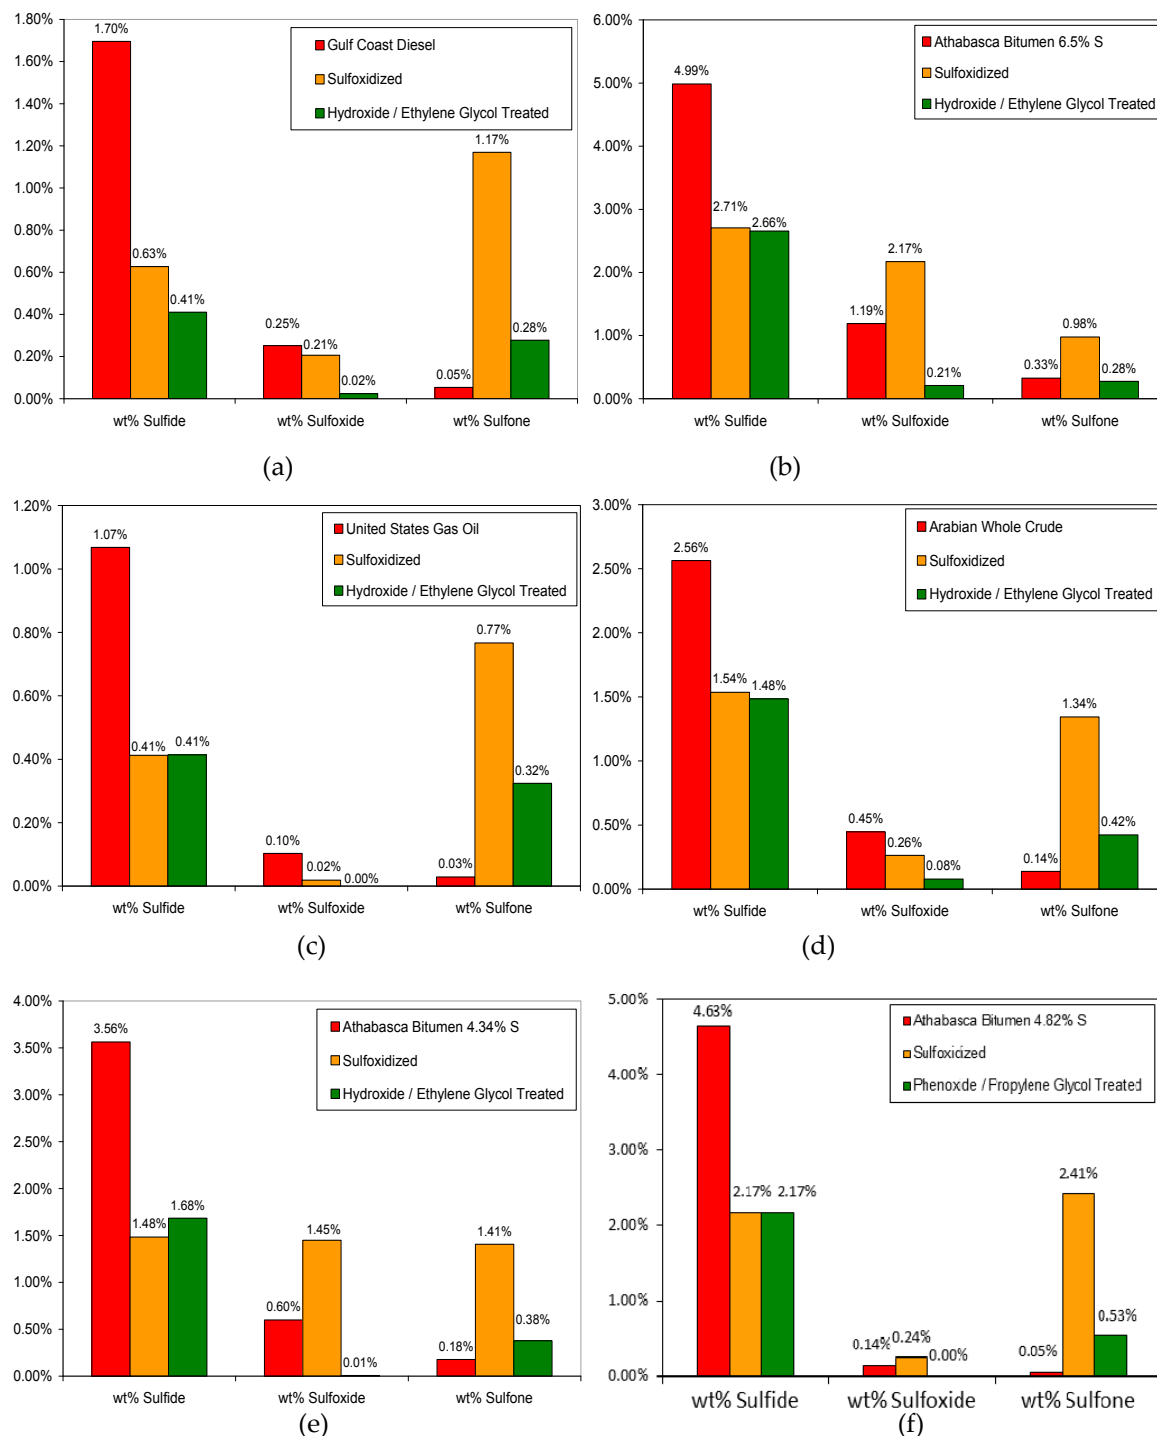 1.80%
1.60%
1.40%
1.20%
1.00%
0.80%
0.60%
0.40%
0.20%
0.00%
1.70%
0.63%
0.41%
0.25%
0.21%
0.02%
0.05%
1.17%
0.28%
Gulf Coast Diesel
Sulfoxidized
Hydroxide / Ethylene Glycol Treated
wt% Sulfide
wt% Sulfoxide
wt% Sulfone
(a)
6.00%
5.00%
4.00%
3.00%
2.00%
1.00%
0.00%
4.99%
2.71%
2.66%
1.19%
2.17%
0.21%
0.33%
0.98%
0.28%
Athabasca Bitumen 6.5% S
Sulfoxidized
Hydroxide / Ethylene Glycol Treated
wt% Sulfide
wt% Sulfoxide
wt% Sulfone
(b)
1.20%
1.00%
0.80%
0.60%
0.40%
0.20%
0.00%
1.07%
0.41%
0.41%
0.10%
0.02%
0.00%
0.03%
0.77%
0.32%
United States Gas Oil
Sulfoxidized
Hydroxide / Ethylene Glycol Treated
wt% Sulfide
wt% Sulfoxide
wt% Sulfone
(c)
3.00%
2.50%
2.00%
1.50%
1.00%
0.50%
0.00%
2.56%
1.54%
1.48%
0.45%
0.26%
0.08%
0.14%
1.34%
0.42%
Arabian Whole Crude
Sulfoxidized
Hydroxide / Ethylene Glycol Treated
wt% Sulfide
wt% Sulfoxide
wt% Sulfone
(d)
4.00%
3.50%
3.00%
2.50%
2.00%
1.50%
1.00%
0.50%
0.00%
3.56%
1.48%
1.68%
0.60%
1.45%
0.01%
0.18%
1.41%
0.38%
Athabasca Bitumen 4.34% S
Sulfoxidized
Hydroxide / Ethylene Glycol Treated
wt% Sulfide
wt% Sulfoxide
wt% Sulfone
(e)
5.00%
4.00%
3.00%
2.00%
1.00%
0.00%
4.63%
2.17%
2.17%
0.14%
0.24%
0.00%
0.05%
2.41%
0.53%
Athabasca Bitumen 4.82% S
Sulfoxidized
Phenoxide / Propylene Glycol Treated
wt% Sulfide
wt% Sulfoxide
wt% Sulfone
(f)